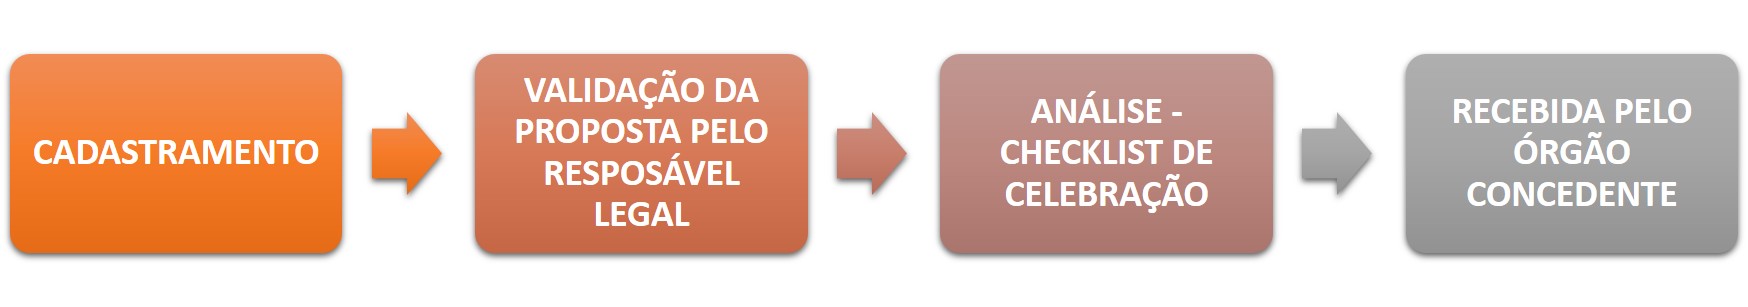 CADASTRAMENTO
VALIDAÇÃO DA
PROPOSTA PELO
RESPOSÁVEL
LEGAL
ANÁLISE -
CHECKLIST DE
CELEBRAÇÃO
RECEBIDA PELO
ÓRGÃO
CONCEDENTE